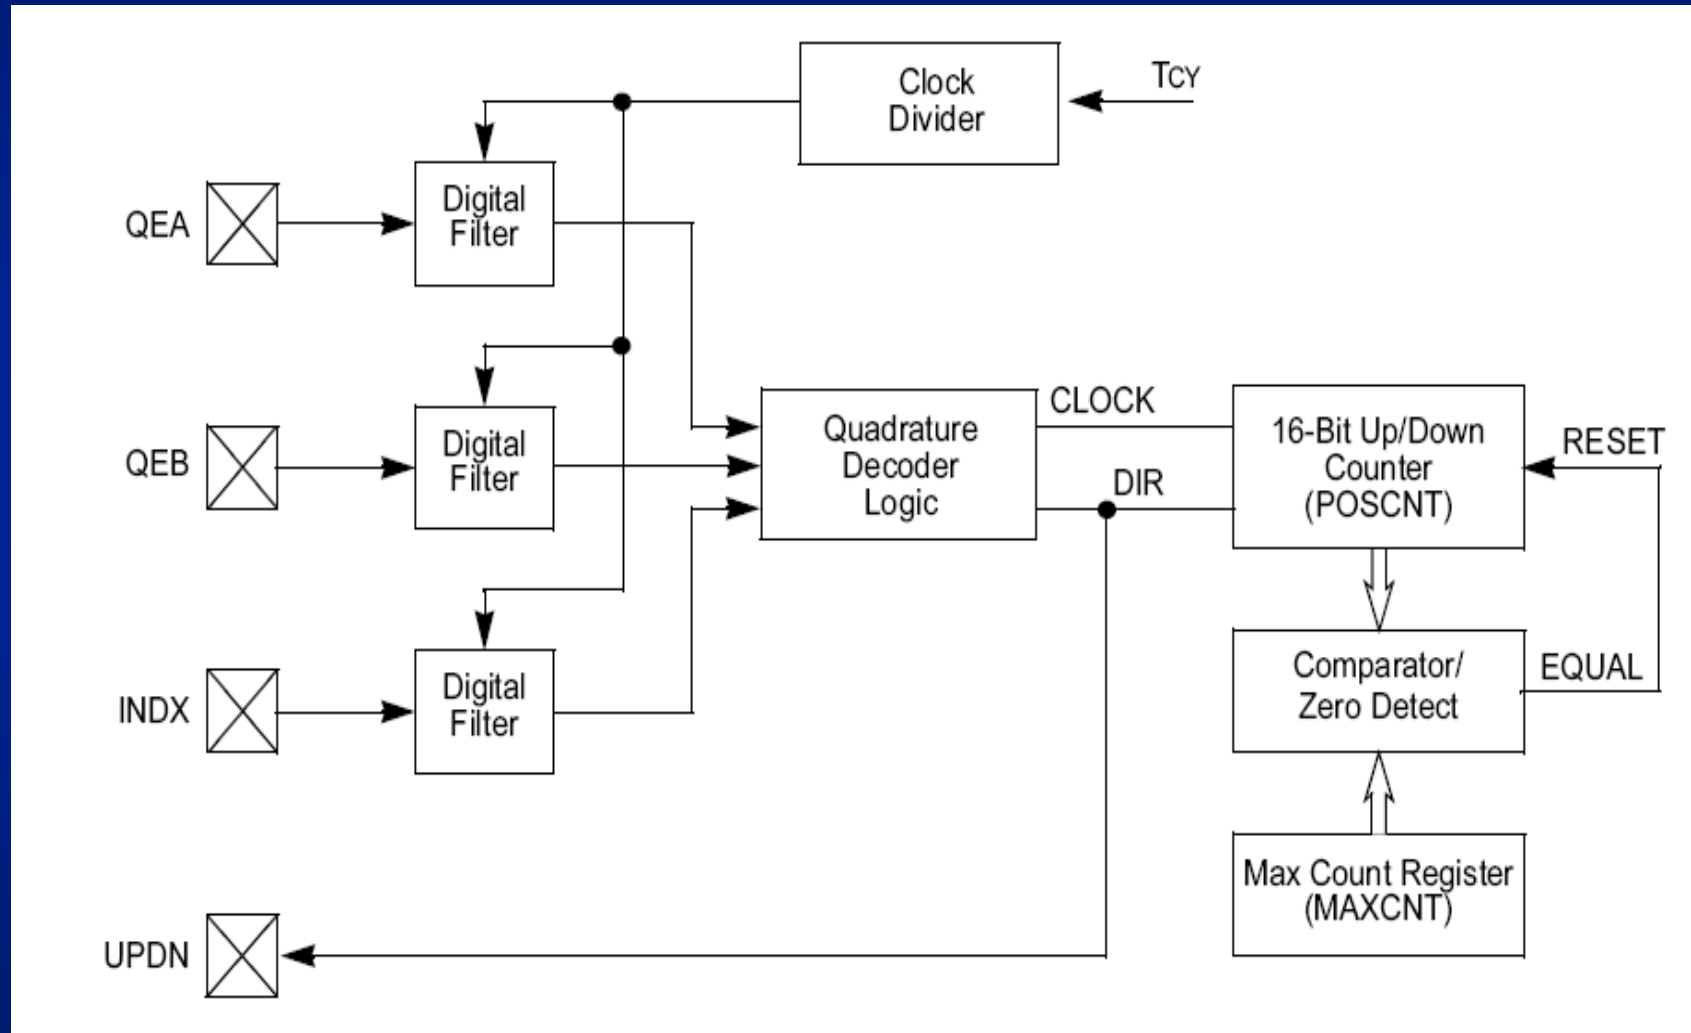 Clock
Divider
TCY
QEA
Digital
Filter
QEB
Digital
Filter
Quadrature
Decoder
Logic
CLOCK
DIR
16-Bit Up/Down
Counter
(POSCNT)
RESET
INDX
Digital
Filter
Comparator/
Zero Detect
EQUAL
Max Count Register
(MAXCNT)
UPDN